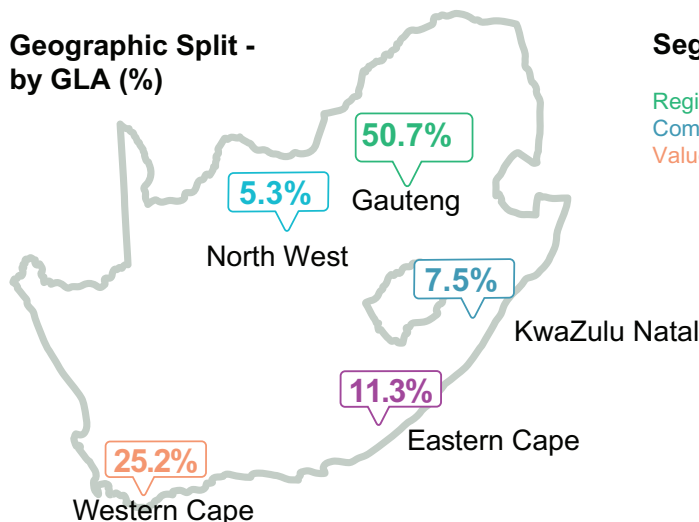 Geographic Split -
by GLA (%)
50.7%
Gauteng
5.3%
North West
7.5%
KwaZulu Natal
11.3%
Eastern Cape
25.2%
Western Cape